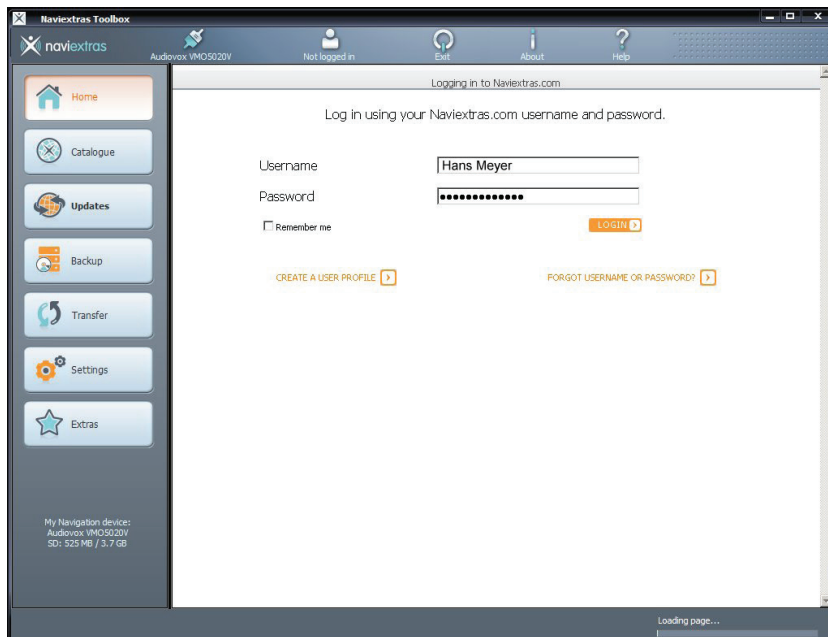 Naviextras Toolbox
naviextras
Audiovox VMO5020V
Not logged in
Exit
About
Help
Home
Catalogue
Updates
Backup
Transfer
Settings
Extras
My Navigation device:
Audiovox VMO5020V
SD: 525 MB / 3.7 GB
Logging in to Naviextras.com
Log in using your Naviextras.com username and password.
Username
Hans Meyer
Password
•••••••••••••
Remember me
LOGIN
CREATE A USER PROFILE
FORGOT USERNAME OR PASSWORD?
Loading page...